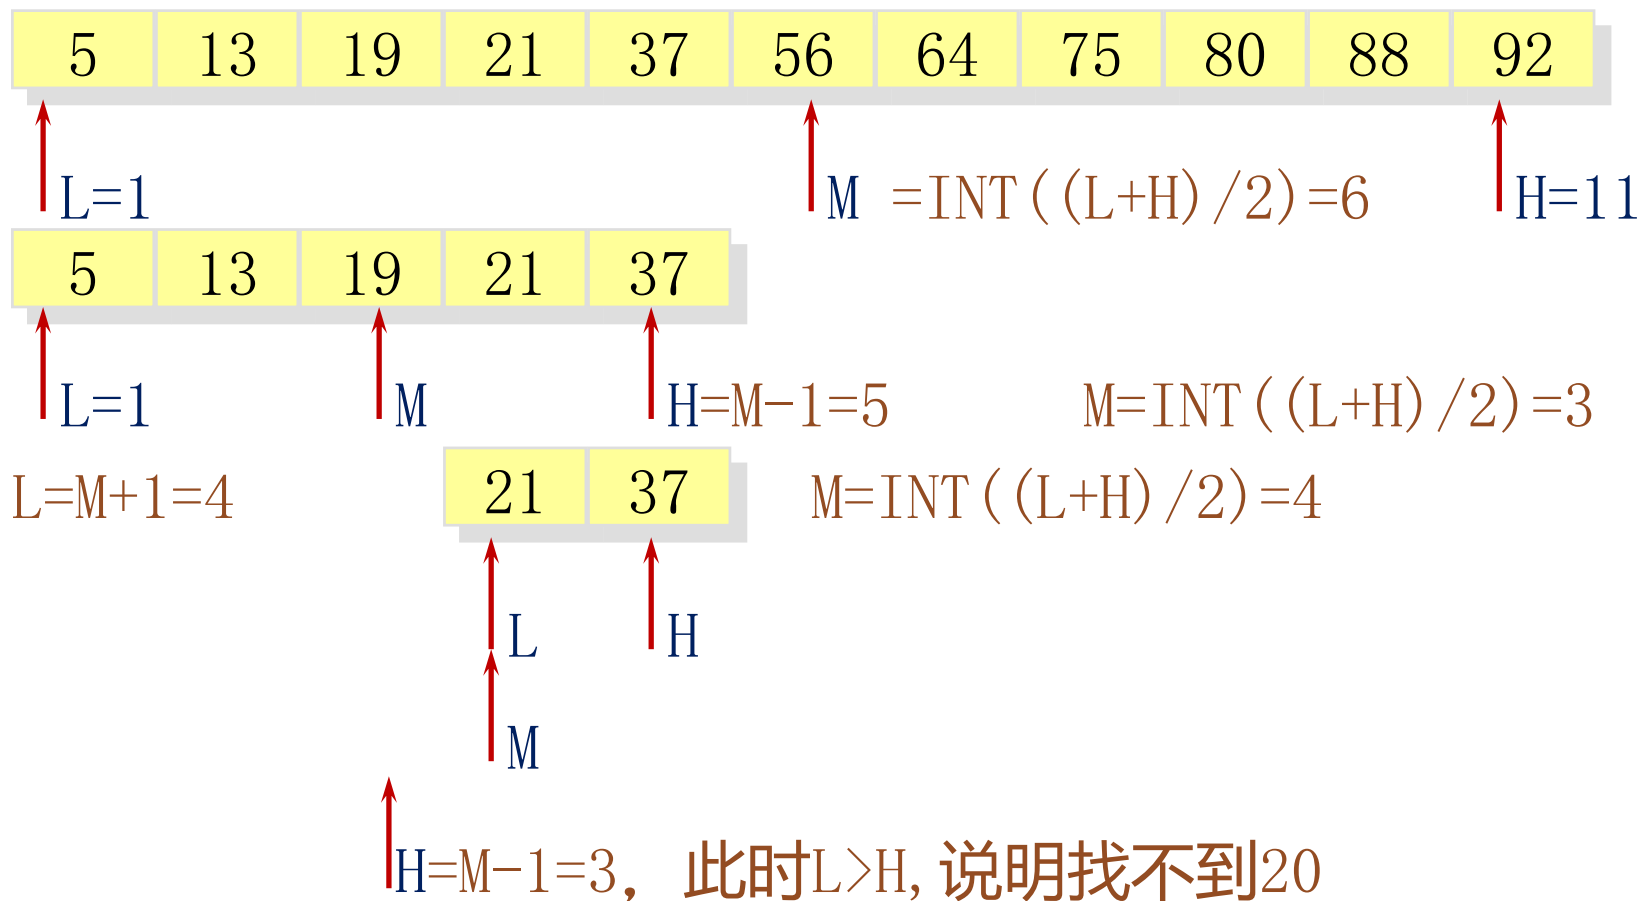 5 13 19 21 37 56 64 75 80 88 92
L=1 M =INT((L+H)/2)=6 H=11
5 13 19 21 37
L=1 M H=M-1=5 M=INT((L+H)/2)=3
L=M+1=4 21 37 M=INT((L+H)/2)=4
L H
M
H=M-1=3，此时L>H,说明找不到20